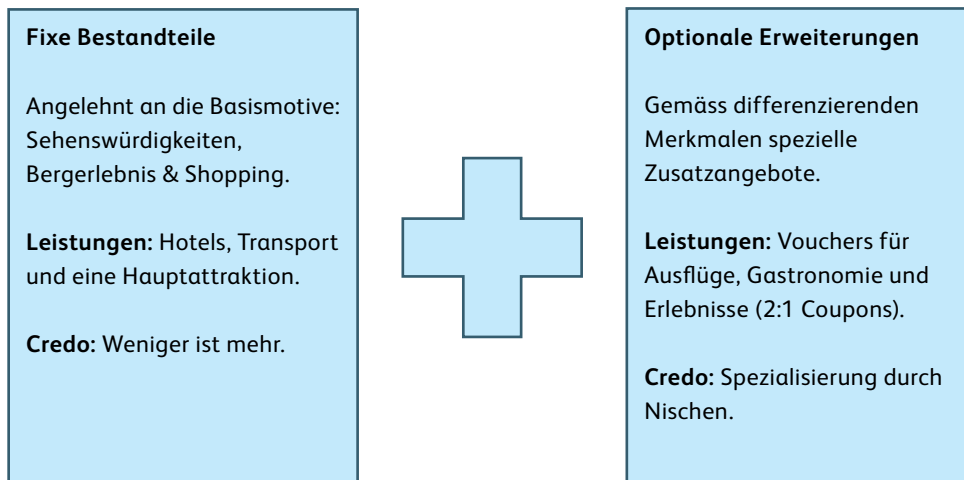 Fixe Bestandteile
Angelehnt an die Basismotive:
Sehenswürdigkeiten,
Bergerlebnis & Shopping.
Leistungen: Hotels, Transport
und eine Hauptattraktion.
Credo: Weniger ist mehr.
Optionale Erweiterungen
Gemäss differenzierenden
Merkmalen spezielle
Zusatzangebote.
Leistungen: Vouchers für
Ausflüge, Gastronomie und
Erlebnisse (2:1 Coupons).
Credo: Spezialisierung durch
Nischen.